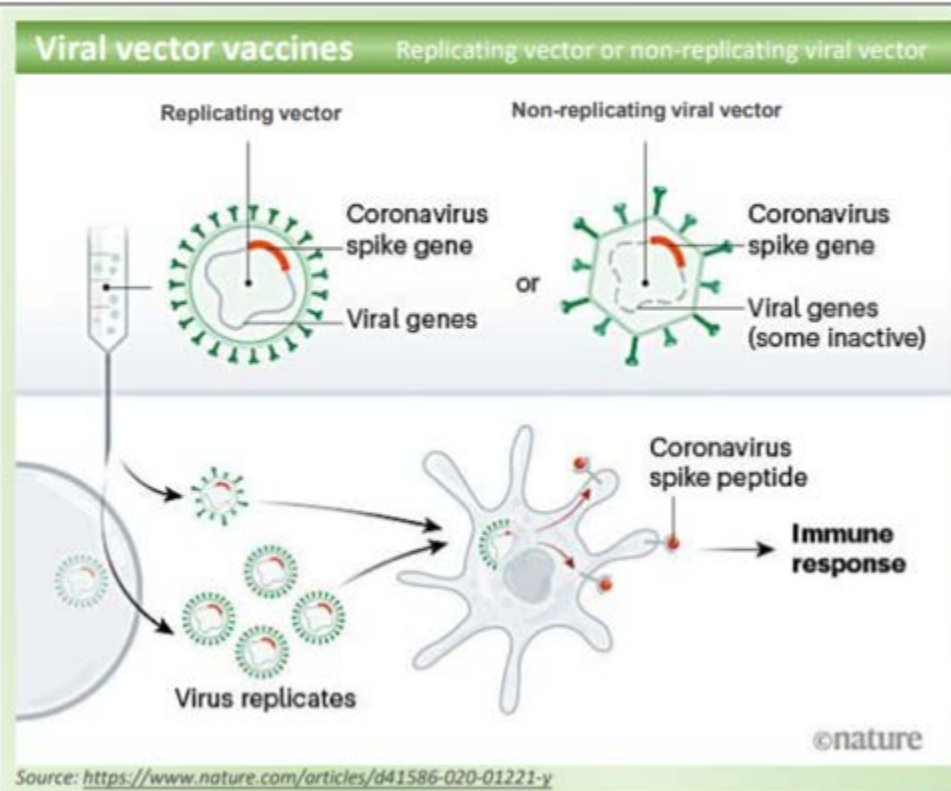 Viral vector vaccines
Replicating vector or non-replicating viral vector
Replicating vector
Non-replicating viral vector
Coronavirus
spike gene
Viral genes
or
Coronavirus
spike gene
Viral genes
(some inactive)
Coronavirus
spike peptide
Immune
response
Virus replicates
©nature
Source: https://www.nature.com/articles/d41586-020-01221-y